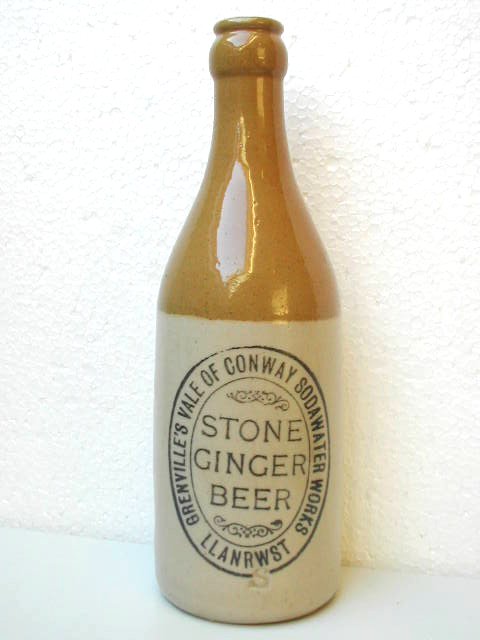 GRENVILLE'S VALE OF CONWAY SODAWATER WORKS
STONE
GINGER
BEER
LLANRWST
S